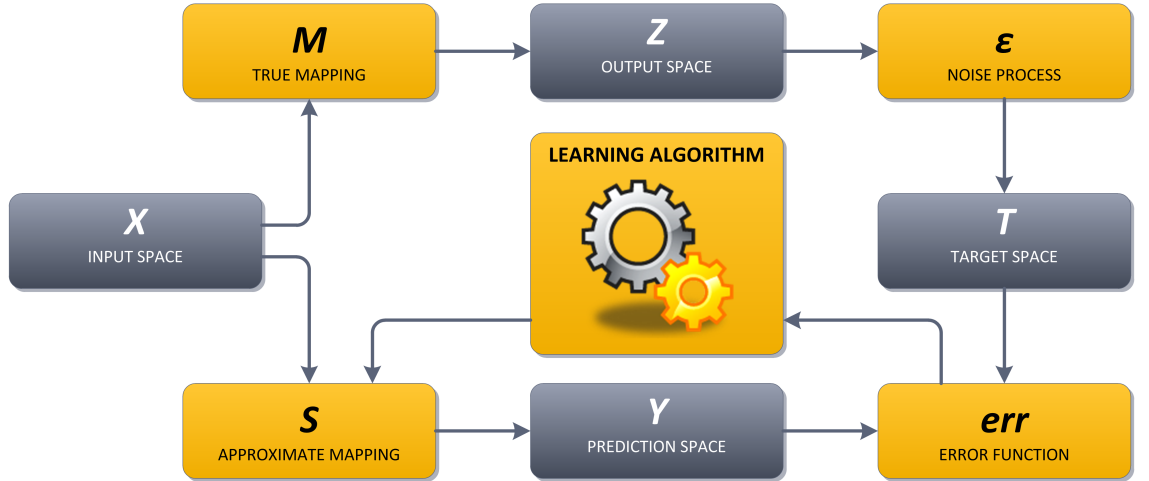 M
TRUE MAPPING
Z
OUTPUT SPACE
ε
NOISE PROCESS
LEARNING ALGORITHM
X
INPUT SPACE
T
TARGET SPACE
S
APPROXIMATE MAPPING
Y
PREDICTION SPACE
err
ERROR FUNCTION